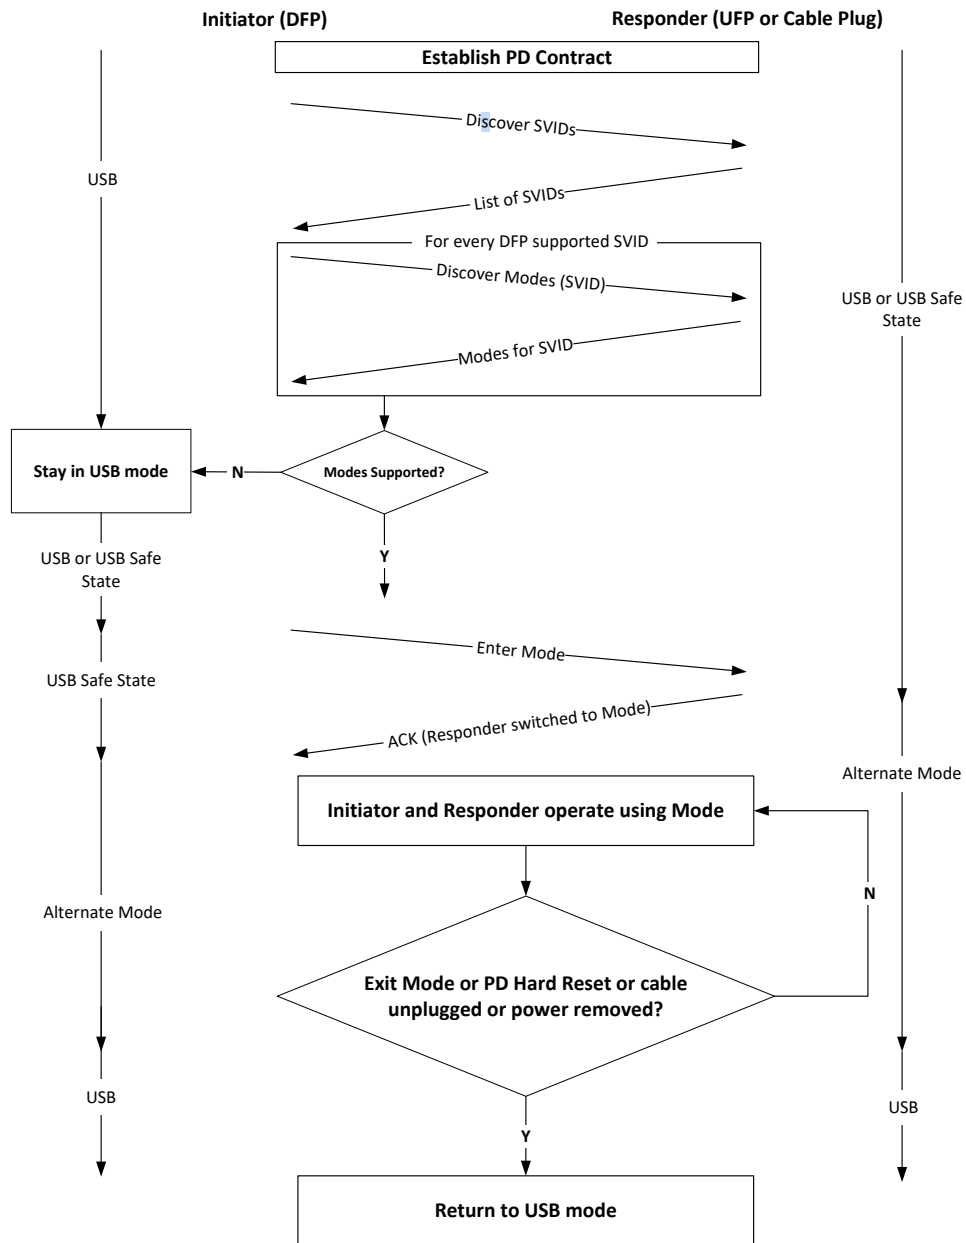 Initiator (DFP)
Responder (UFP or Cable Plug)
Establish PD Contract
Discover SVIDs
USB
List of SVIDs
For every DFP supported SVID
Discover Modes (SVID)
USB or USB Safe
State
Modes for SVID
Stay in USB mode
N
Modes Supported?
Y
USB or USB Safe
State
Enter Mode
USB Safe State
ACK (Responder switched to Mode)
Alternate Mode
Initiator and Responder operate using Mode
N
Alternate Mode
Exit Mode or PD Hard Reset or cable
unplugged or power removed?
USB
USB
Y
Return to USB mode